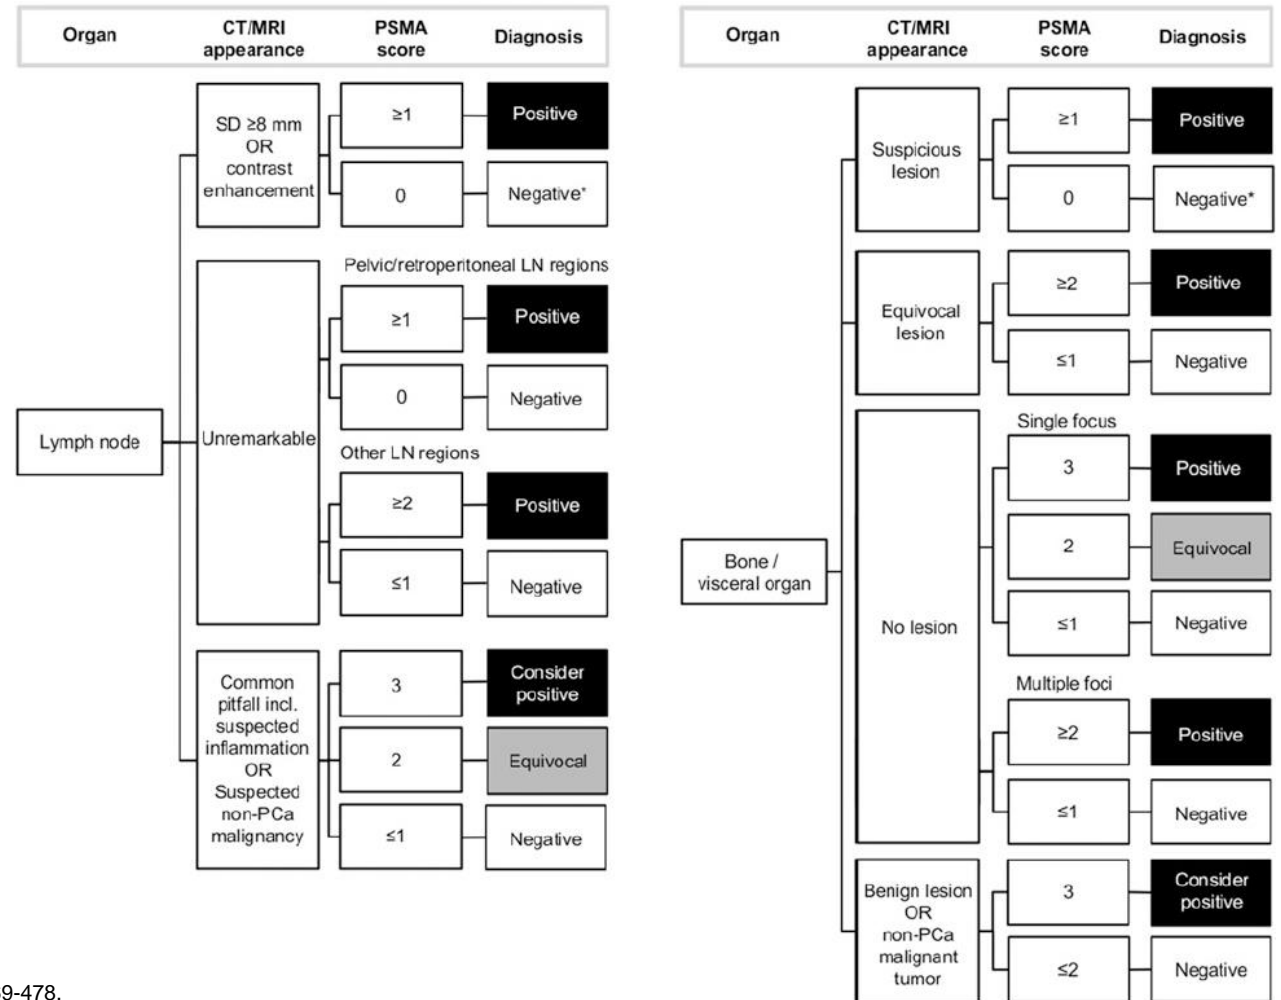 Organ
CT/MRI
appearance
PSMA
score
Diagnosis
SD ≥8 mm
OR
contrast
enhancement
≥1
Positive
0
Negative*
Pelvic/retroperitoneal LN regions
≥1
Positive
0
Negative
Lymph node
Unremarkable
Other LN regions
≥2
Positive
≤1
Negative
Common
pitfall incl.
suspected
inflammation
OR
Suspected
non-PCa
malignancy
3
Consider
positive
2
Equivocal
≤1
Negative
Organ
CT/MRI
appearance
PSMA
score
Diagnosis
Suspicious
lesion
≥1
Positive
0
Negative*
Equivocal
lesion
≥2
Positive
≤1
Negative
Single focus
3
Positive
2
Equivocal
Bone /
visceral organ
No lesion
≤1
Negative
Multiple foci
≥2
Positive
≤1
Negative
Benign lesion
OR
non-PCa
malignant
tumor
3
Consider
positive
≤2
Negative
9-478.